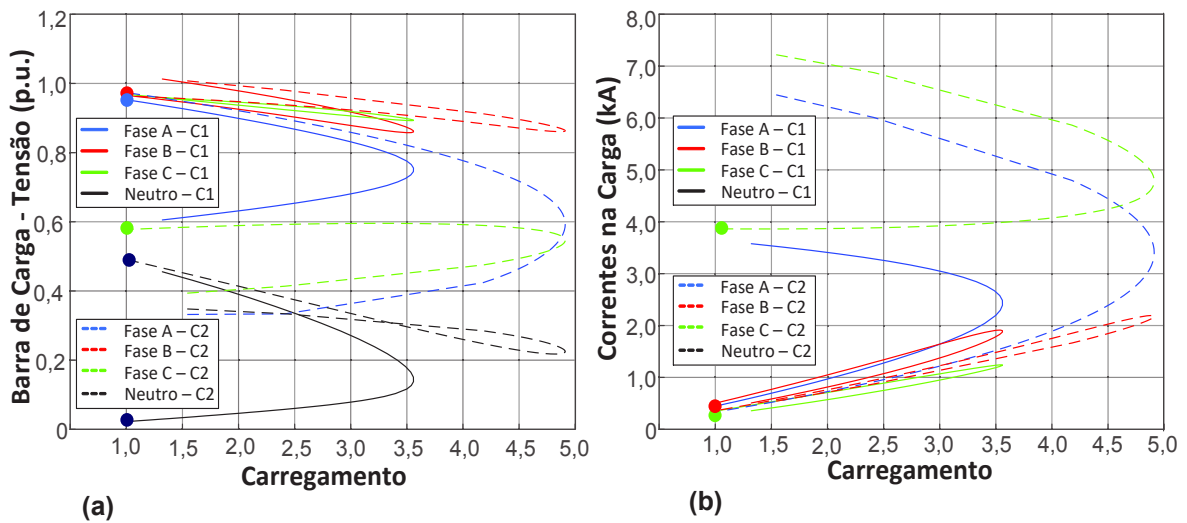 Barra de Carga - Tensão (p.u.)
1,2
1,0
0,8
0,6
0,4
0,2
0
Fase A – C1
Fase B – C1
Fase C – C1
Neutro – C1
Fase A – C2
Fase B – C2
Fase C – C2
Neutro – C2
1,0 1,5 2,0 2,5 3,0 3,5 4,0 4,5 5,0
Carregamento
(a)
Correntes na Carga (kA)
8,0
7,0
6,0
5,0
4,0
3,0
2,0
1,0
0
Fase A – C1
Fase B – C1
Fase C – C1
Neutro – C1
Fase A – C2
Fase B – C2
Fase C – C2
Neutro – C2
1,0 1,5 2,0 2,5 3,0 3,5 4,0 4,5 5,0
Carregamento
(b)